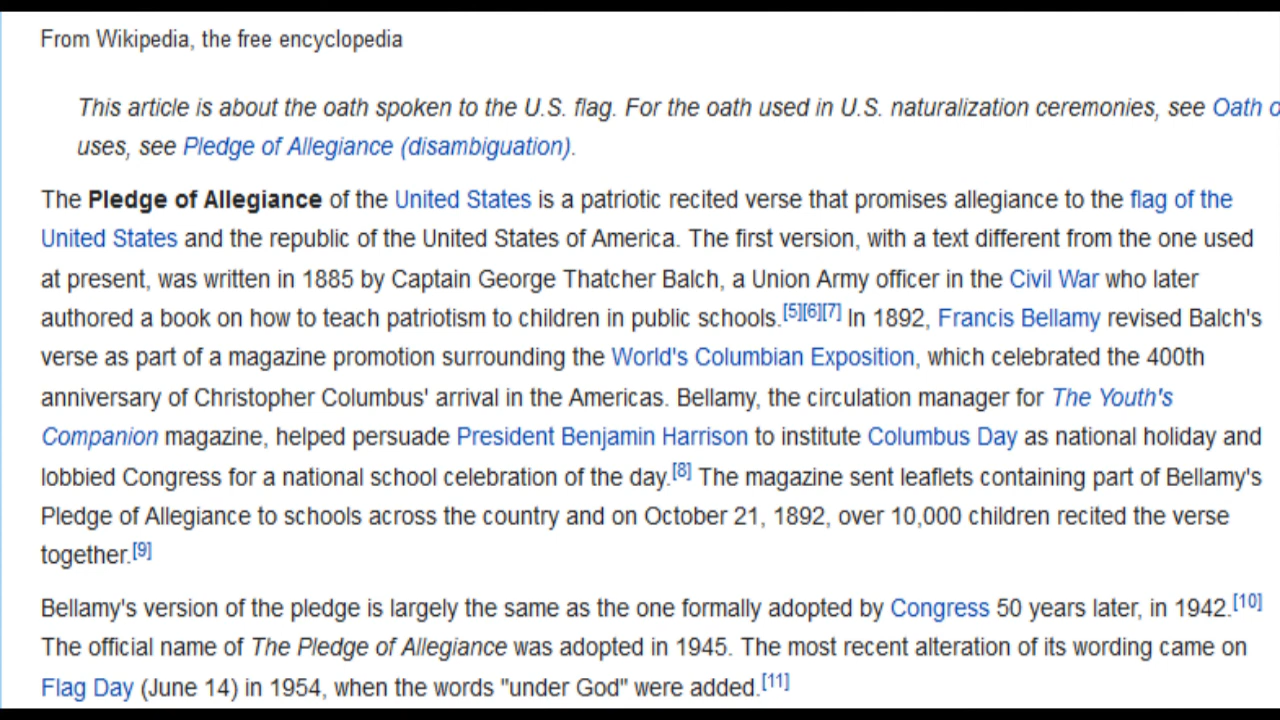 From Wikipedia, the free encyclopedia
This article is about the oath spoken to the U.S. flag. For the oath used in U.S. naturalization ceremonies, see Oath
uses, see Pledge of Allegiance (disambiguation).
The Pledge of Allegiance of the United States is a patriotic recited verse that promises allegiance to the flag of the
United States and the republic of the United States of America. The first version, with a text different from the one used
at present, was written in 1885 by Captain George Thatcher Balch, a Union Army officer in the Civil War who later
authored a book on how to teach patriotism to children in public schools.[5][6][7] In 1892, Francis Bellamy revised Balch's
verse as part of a magazine promotion surrounding the World's Columbian Exposition, which celebrated the 400th
anniversary of Christopher Columbus' arrival in the Americas. Bellamy, the circulation manager for The Youth's
Companion magazine, helped persuade President Benjamin Harrison to institute Columbus Day as national holiday and
lobbied Congress for a national school celebration of the day.[8] The magazine sent leaflets containing part of Bellamy's
Pledge of Allegiance to schools across the country and on October 21, 1892, over 10,000 children recited the verse
together.[9]
Bellamy's version of the pledge is largely the same as the one formally adopted by Congress 50 years later, in 1942.[10]
The official name of The Pledge of Allegiance was adopted in 1945. The most recent alteration of its wording came on
Flag Day (June 14) in 1954, when the words "under God" were added.[11]